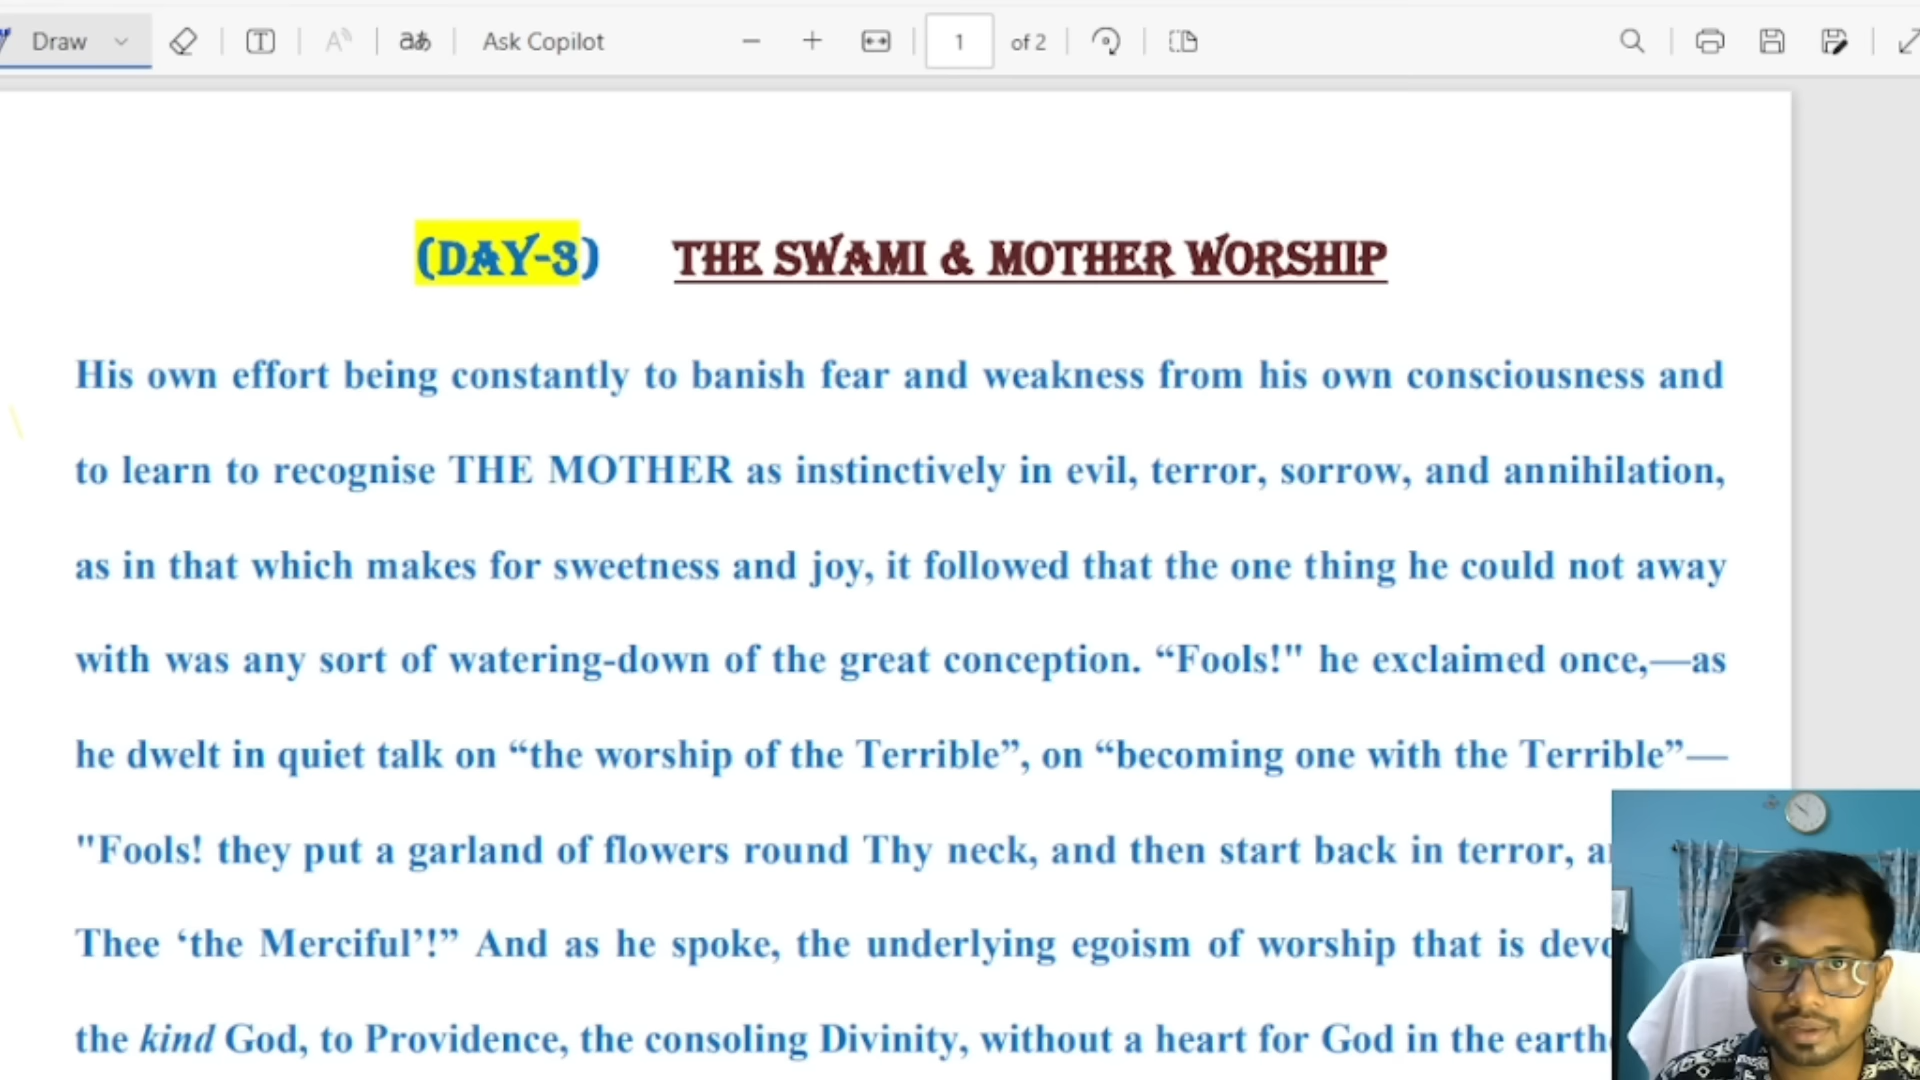 Draw
aあ
Ask Copilot
1 of 2
(DAY-3) THE SWAMI & MOTHER WORSHIP
His own effort being constantly to banish fear and weakness from his own consciousness and
to learn to recognise THE MOTHER as instinctively in evil, terror, sorrow, and annihilation,
as in that which makes for sweetness and joy, it followed that the one thing he could not away
with was any sort of watering-down of the great conception. “Fools!" he exclaimed once,—as
he dwelt in quiet talk on “the worship of the Terrible”, on “becoming one with the Terrible”—
"Fools! they put a garland of flowers round Thy neck, and then start back in terror,
Thee ‘the Merciful’!” And as he spoke, the underlying egoism of worship that is
the kind God, to Providence, the consoling Divinity, without a heart for God in the